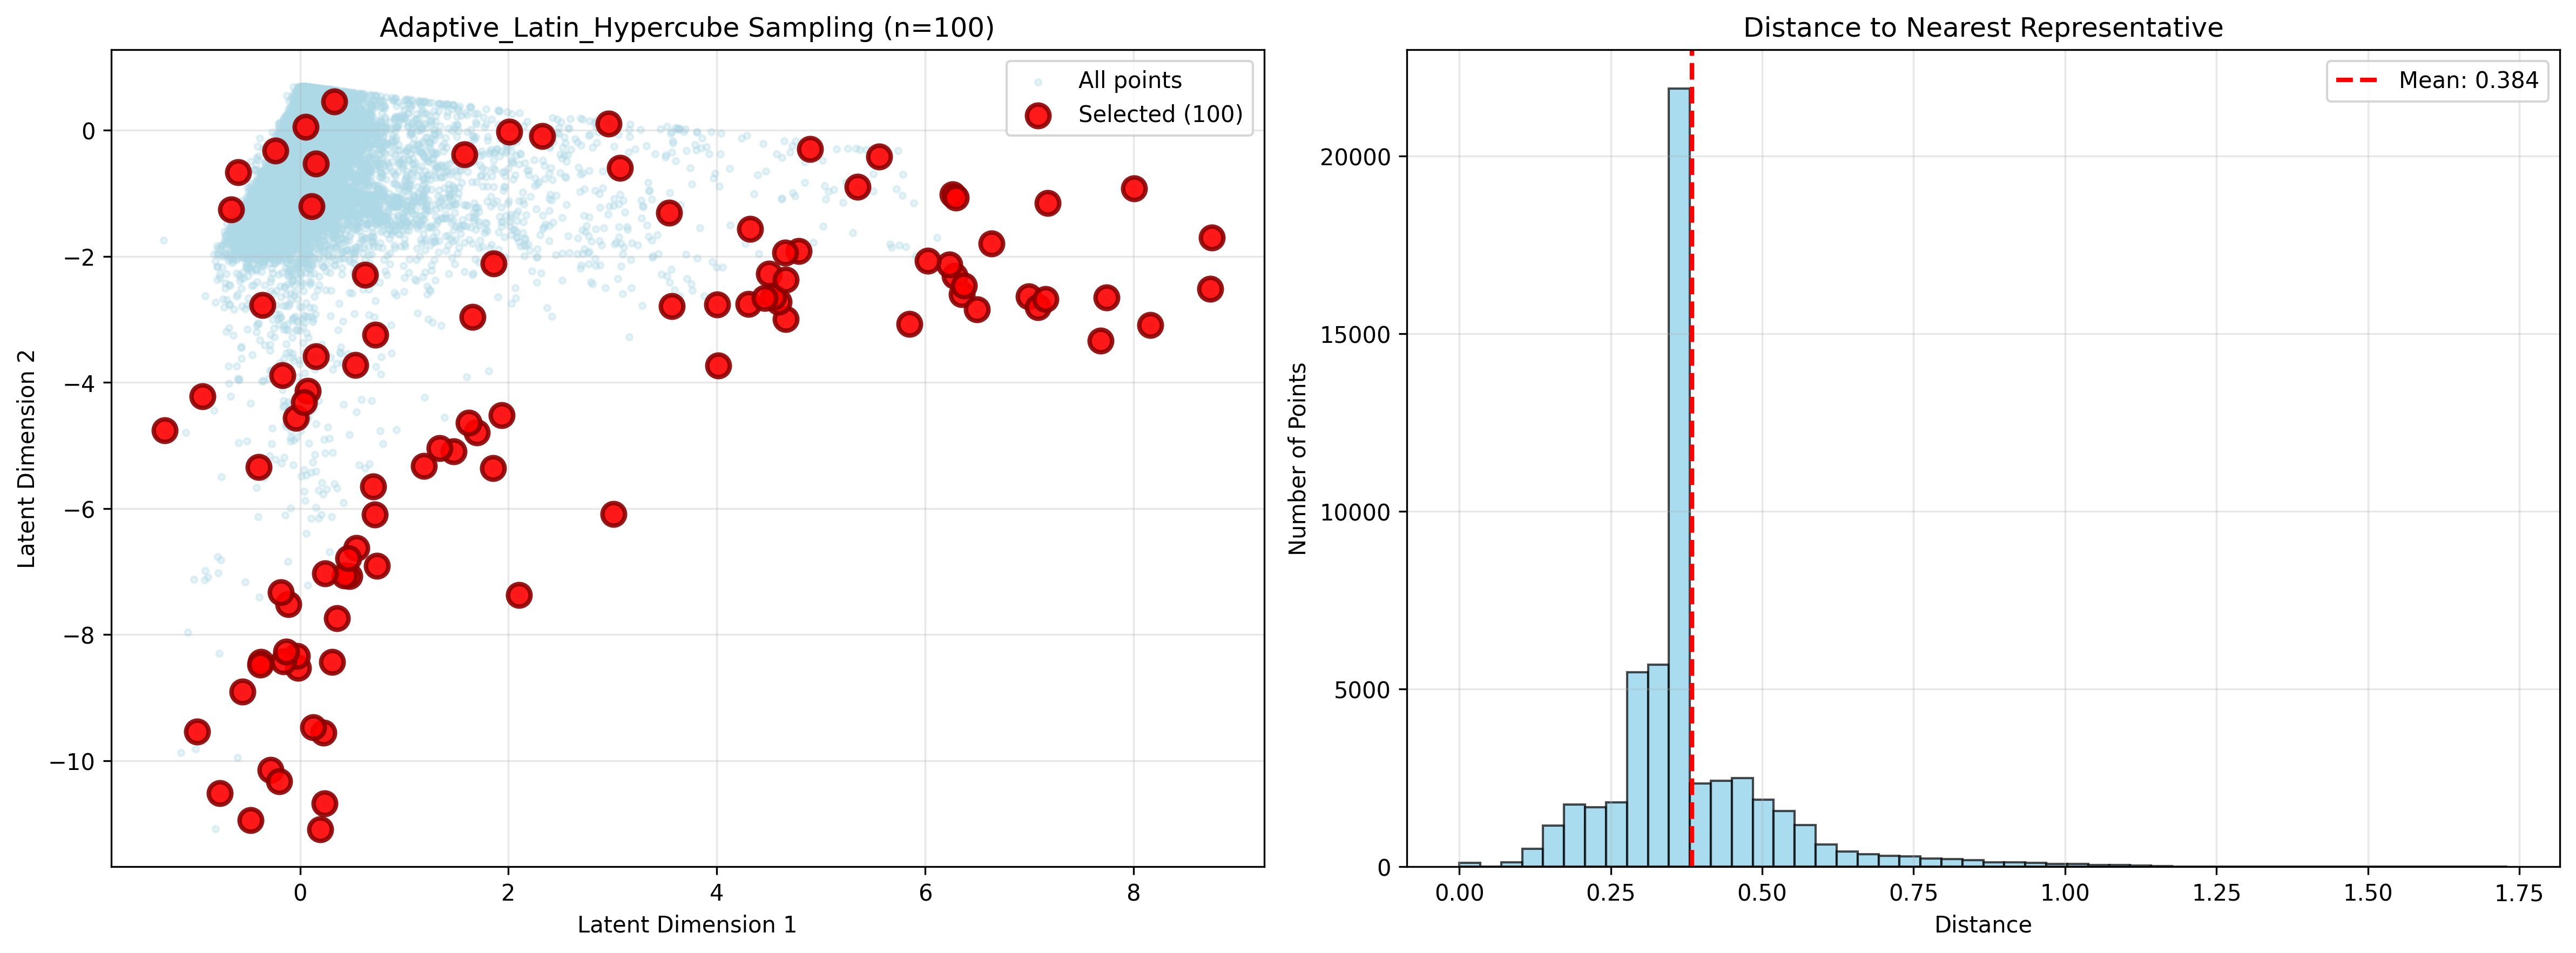 Adaptive_Latin_Hypercube Sampling (n=100)
All points
Selected (100)
0
−2
−4
−6
−8
−10
Latent Dimension 2
0
2
4
6
8
Latent Dimension 1
Distance to Nearest Representative
Mean: 0.384
20000
15000
10000
5000
0
Number of Points
0.00
0.25
0.50
0.75
1.00
1.25
1.50
1.75
Distance